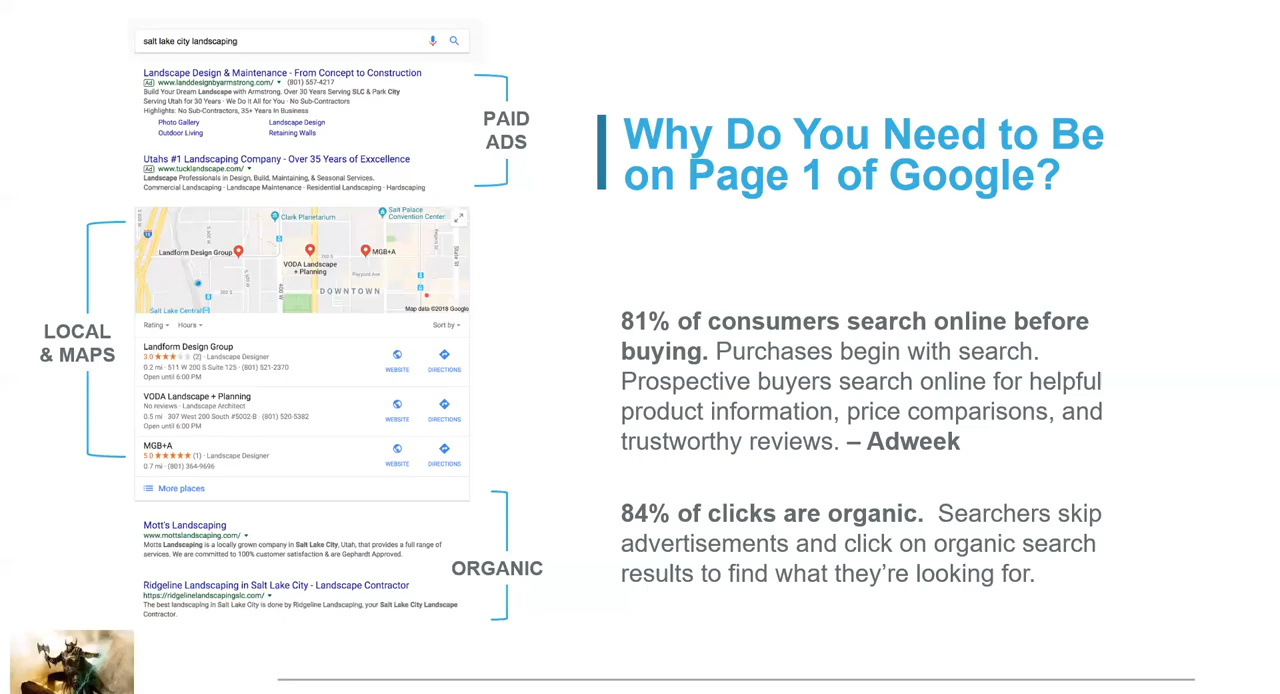 salt lake city landscaping
Landscape Design & Maintenance - From Concept to Construction
Ad www.landdesignbyarmstrong.com/ (801) 557-4217
Build Your Dream Landscape with Armstrong. Over 30 Years Serving SLC & Park City
Serving Utah for 30 Years · We Do It All for You · No Sub-Contractors
Highlights: No Sub-Contractors, 35+ Years In Business
Photo Gallery Landscape Design
Outdoor Living Retaining Walls
Utahs #1 Landscaping Company - Over 35 Years of Exxcellence
Ad www.tucklandscape.com/
Landscape Professionals in Design, Build, Maintaining, & Seasonal Services.
Commercial Landscaping · Landscape Maintenance · Residential Landscaping · Hardscaping
PAID
ADS
Clark Planetarium
Salt Palace
Convention Center
Landform Design Group
MGB+A
VODA Landscape
+ Planning
Pierpont Ave
DOWNTOWN
300 S
400 W
State St
Salt Lake Central
Map data ©2018 Google
Rating Hours Sort by
Landform Design Group
3.0 (2) · Landscape Designer
0.2 mi · 511 W 200 S Suite 125 · (801) 521-2370
Open until 6:00 PM
WEBSITE DIRECTIONS
VODA Landscape + Planning
No reviews · Landscape Architect
0.5 mi · 307 West 200 South #5002-B · (801) 520-5382
Open until 6:00 PM
WEBSITE DIRECTIONS
MGB+A
5.0 (1) · Landscape Designer
0.7 mi · (801) 364-9696
WEBSITE DIRECTIONS
More places
LOCAL
& MAPS
Mott's Landscaping
www.mottslandscaping.com/
Motts Landscaping is a locally grown company in Salt Lake City, Utah, that provides a full range of
services. We are committed to 100% customer satisfaction & are Gephardt Approved.
Ridgeline Landscaping in Salt Lake City - Landscape Contractor
https://ridgelinelandscapingslc.com/
The best landscaping in Salt Lake City is done by Ridgeline Landscaping, your Salt Lake City Landscape
Contractor.
ORGANIC
Why Do You Need to Be
on Page 1 of Google?
81% of consumers search online before
buying. Purchases begin with search.
Prospective buyers search online for helpful
product information, price comparisons, and
trustworthy reviews. – Adweek
84% of clicks are organic. Searchers skip
advertisements and click on organic search
results to find what they're looking for.